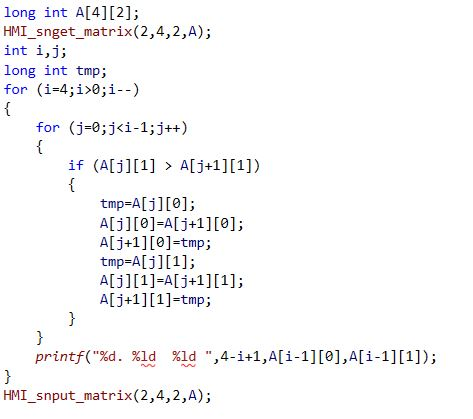 long int A[4][2];
HMI_snget_matrix(2,4,2,A);
int i,j;
long int tmp;
for (i=4;i>0;i--)
{
    for (j=0;j<i-1;j++)
    {
        if (A[j][1] > A[j+1][1])
        {
            tmp=A[j][0];
            A[j][0]=A[j+1][0];
            A[j+1][0]=tmp;
            tmp=A[j][1];
            A[j][1]=A[j+1][1];
            A[j+1][1]=tmp;
        }
    }
    printf("%d. %ld  %ld ",4-i+1,A[i-1][0],A[i-1][1]);
}
HMI_snput_matrix(2,4,2,A);